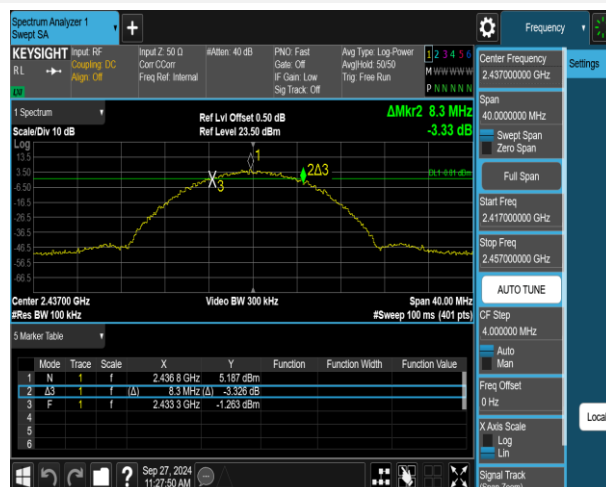 Spectrum Analyzer 1
Swept SA
Frequency
KEYSIGHT
Input: RF
Coupling: DC
Align: Off
Input Z: 50 Ω
Corr CCorr
Freq Ref: Internal
#Atten: 40 dB
PNO: Fast
Gate: Off
IF Gain: Low
Sig Track: Off
Avg Type: Log-Power
Avg|Hold: 50/50
Trig: Free Run
1 2 3 4 5 6
M W W W W W
P N N N N N
R L
1 Spectrum
Scale/Div 10 dB
Ref Lvl Offset 0.50 dB
Ref Level 23.50 dBm
ΔMkr2 8.3 MHz
-3.33 dB
Log
13.5
3.50
-6.50
-16.5
-26.5
-36.5
-46.5
-56.5
-66.5
1
2Δ3
3
DL1 -0.81 dBm
Center 2.43700 GHz
#Res BW 100 kHz
Video BW 300 kHz
Span 40.00 MHz
#Sweep 100 ms (401 pts)
5 Marker Table
Mode Trace Scale X Y Function Function Width Function Value
1 N 1 f 2.436 8 GHz 5.187 dBm
2 Δ3 1 f (Δ) 8.3 MHz (Δ) -3.326 dB
3 F 1 f 2.433 3 GHz -1.263 dBm
4
5
6
Sep 27, 2024
11:27:50 AM
Center Frequency
2.437000000 GHz
Span
40.0000000 MHz
Swept Span
Zero Span
Full Span
Start Freq
2.417000000 GHz
Stop Freq
2.457000000 GHz
AUTO TUNE
CF Step
4.000000 MHz
Auto
Man
Freq Offset
0 Hz
X Axis Scale
Log
Lin
Signal Track
(Span Zoom)
Settings
Local